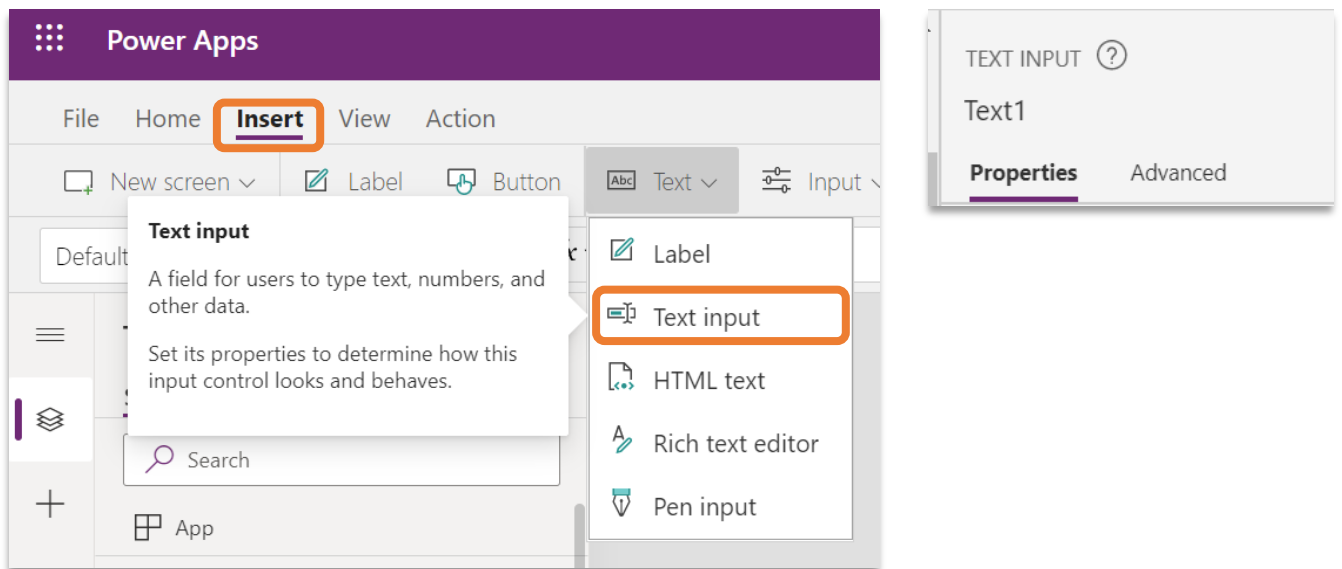 Power Apps
File Home Insert View Action
New screen Label Button Abc Text Input
Default
Text input
A field for users to type text, numbers, and
other data.
Set its properties to determine how this
input control looks and behaves.
Label
Text input
HTML text
Rich text editor
Pen input
Search
App
TEXT INPUT ?
Text1
Properties Advanced